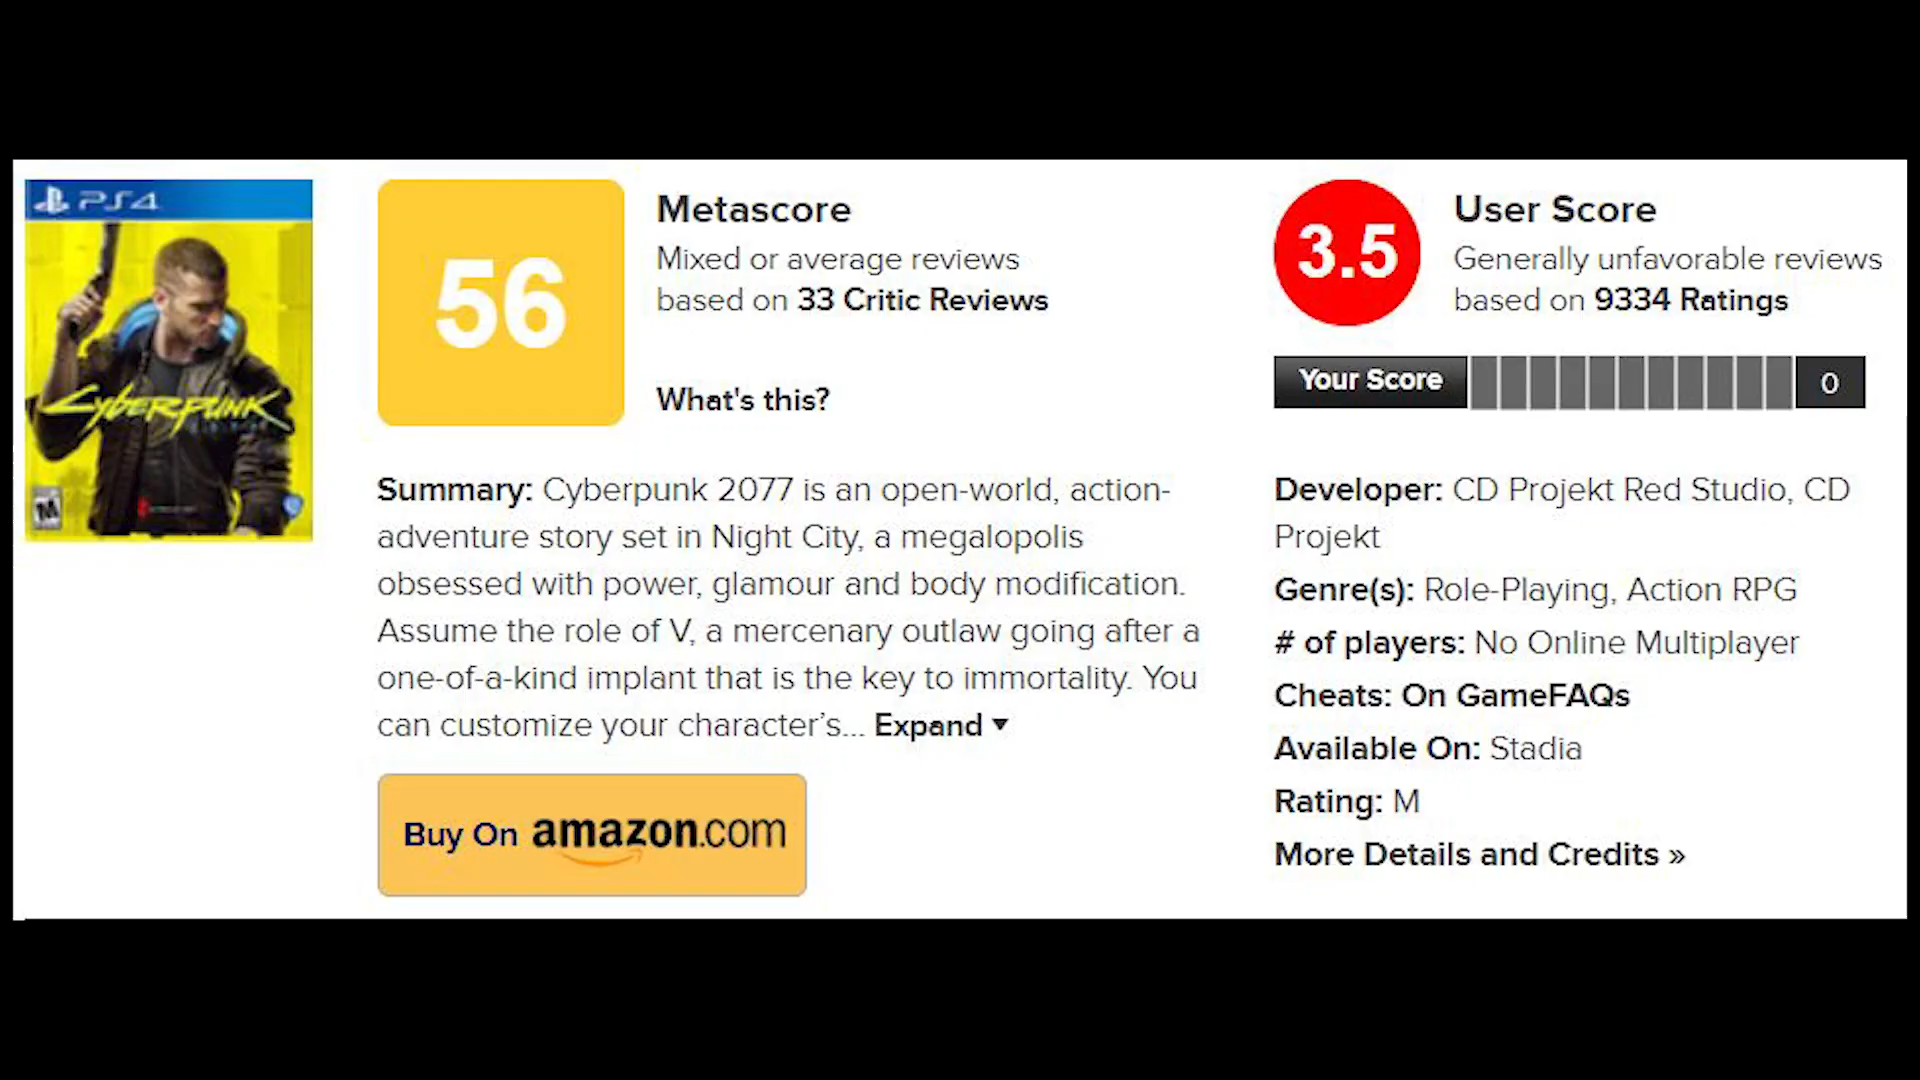 PS4
CYBERPUNK
M
56
Metascore
Mixed or average reviews
based on 33 Critic Reviews
What's this?
3.5
User Score
Generally unfavorable reviews
based on 9334 Ratings
Your Score
0
Summary: Cyberpunk 2077 is an open-world, action-
adventure story set in Night City, a megalopolis
obsessed with power, glamour and body modification.
Assume the role of V, a mercenary outlaw going after a
one-of-a-kind implant that is the key to immortality. You
can customize your character’s... Expand ▼
Buy On amazon.com
Developer: CD Projekt Red Studio, CD
Projekt
Genre(s): Role-Playing, Action RPG
# of players: No Online Multiplayer
Cheats: On GameFAQs
Available On: Stadia
Rating: M
More Details and Credits »